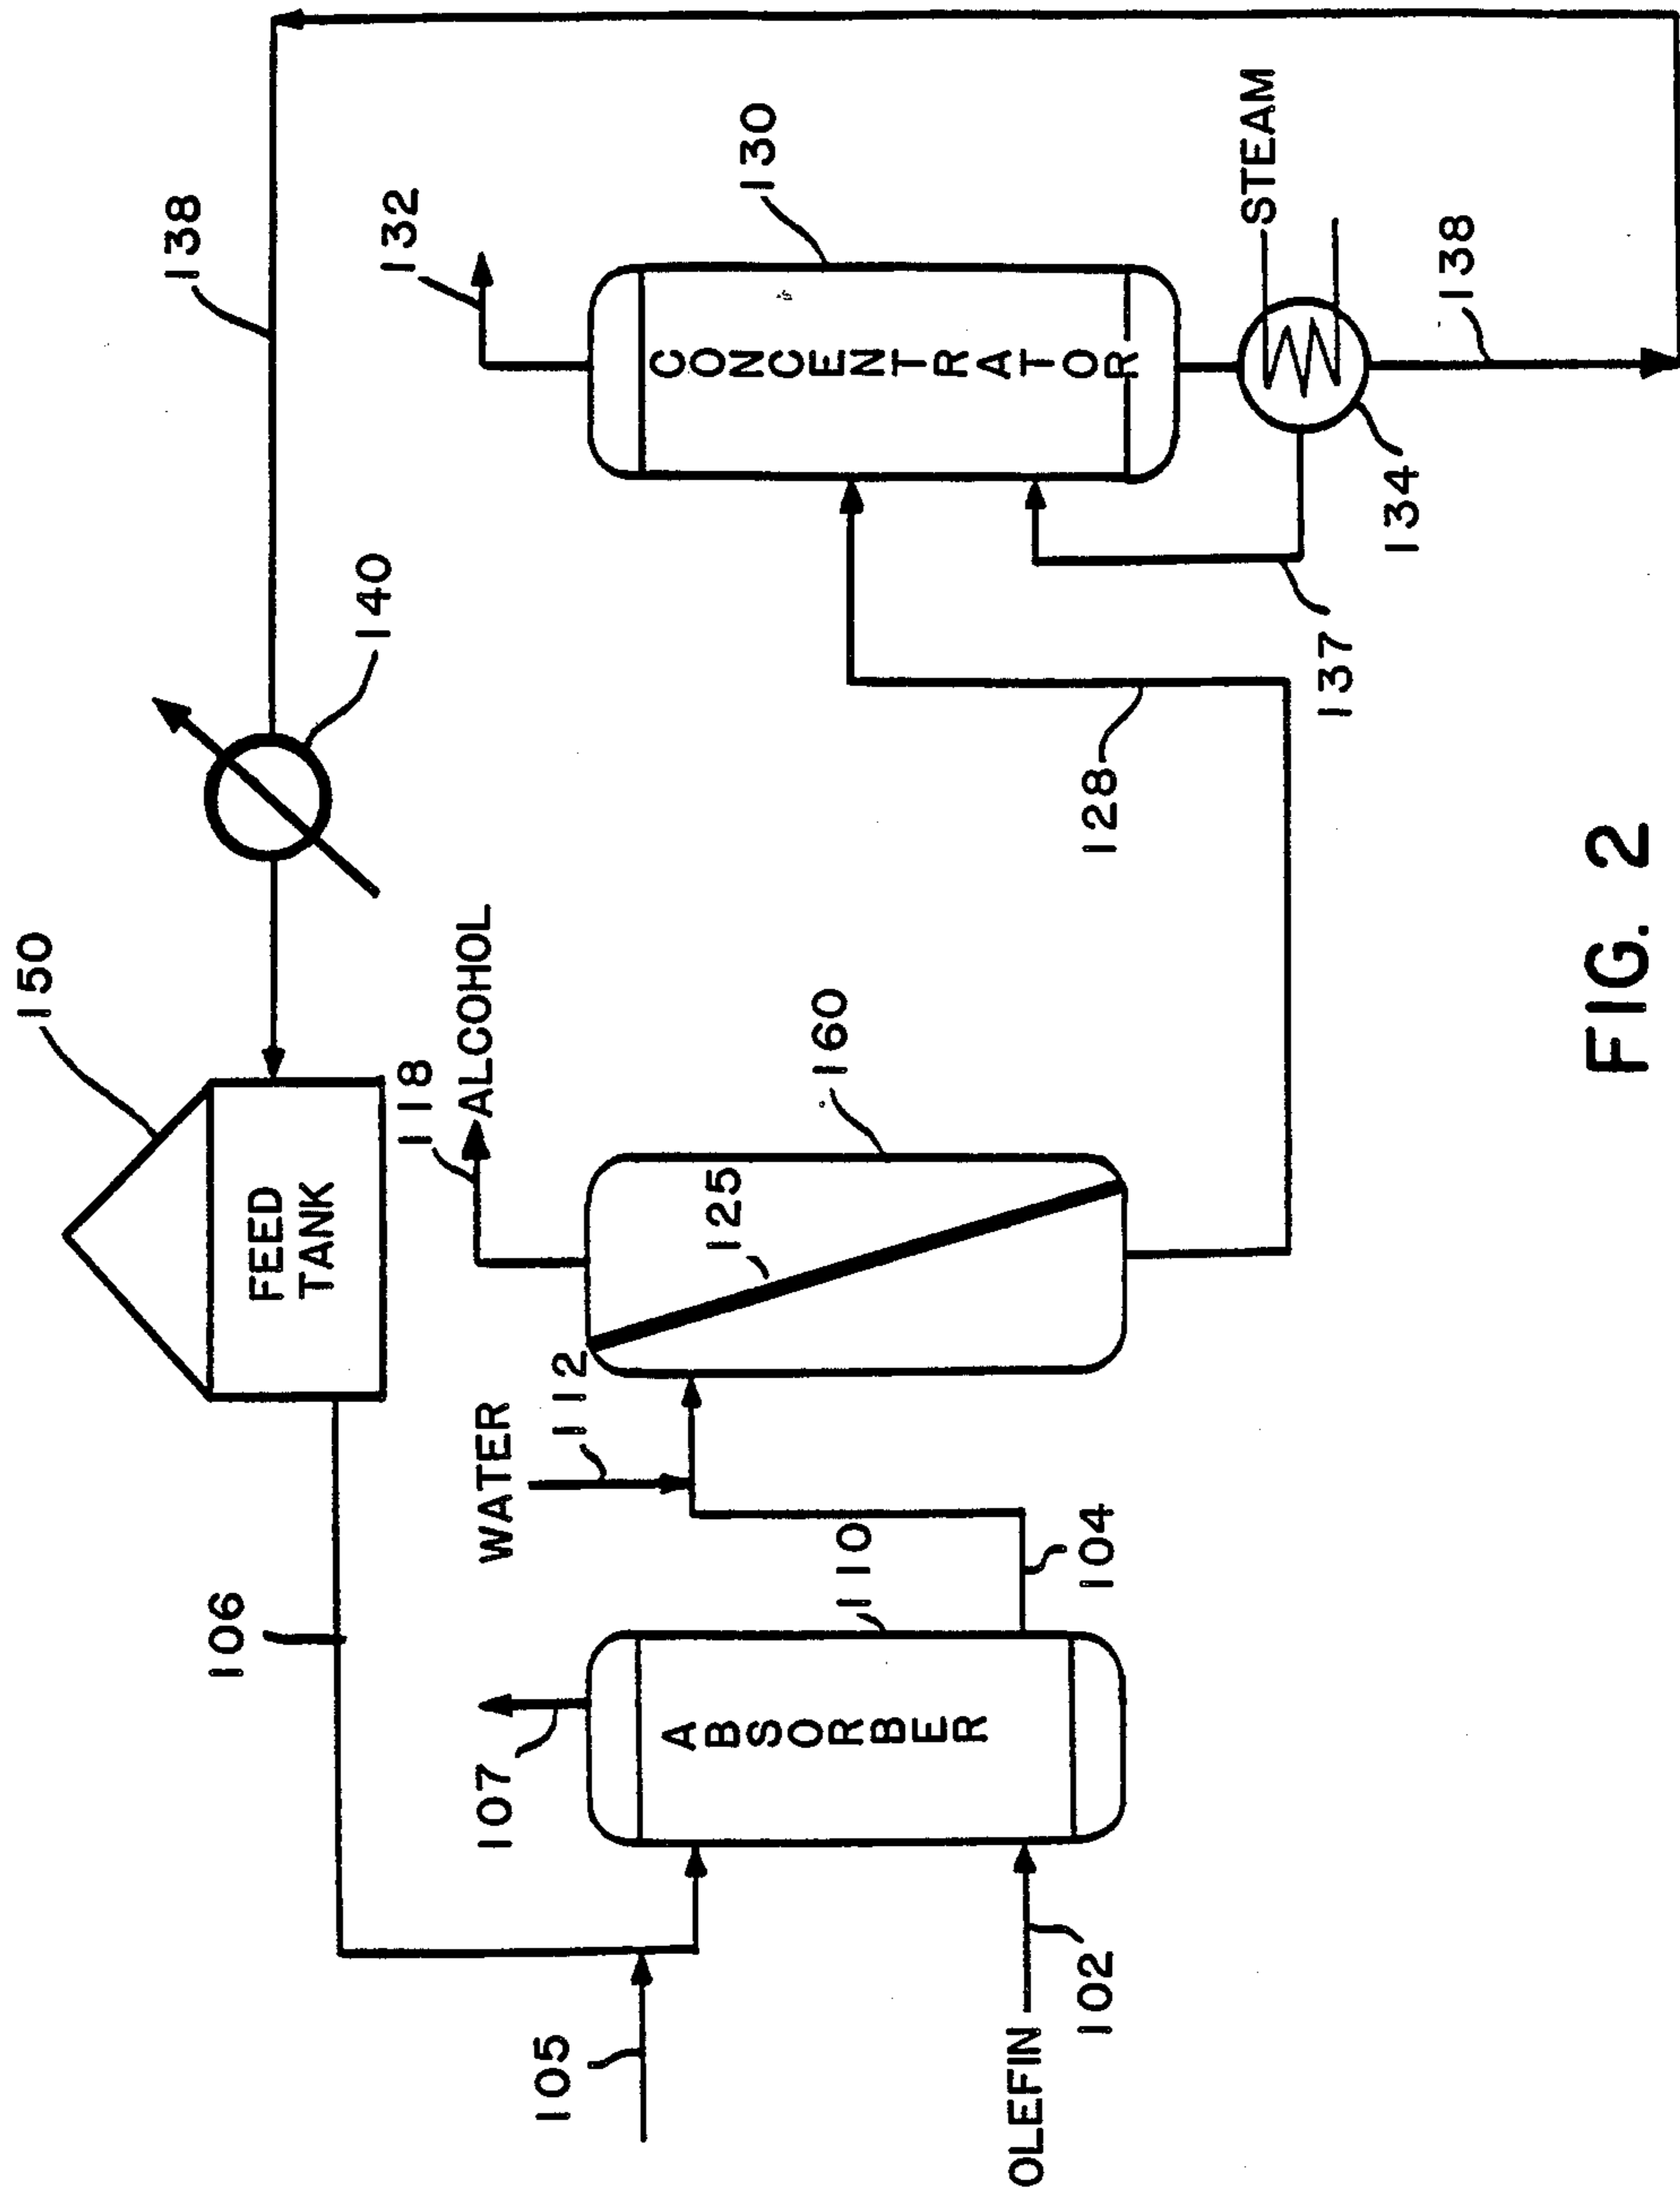 150
138
140
106
FEED
TANK
132
118
ALCOHOL
107
WATER
112
105
130
160
125
110
ABSORBER
CONCENTRATOR
STEAM
OLEFIN
102
104
128
137
134
138
FIG. 2